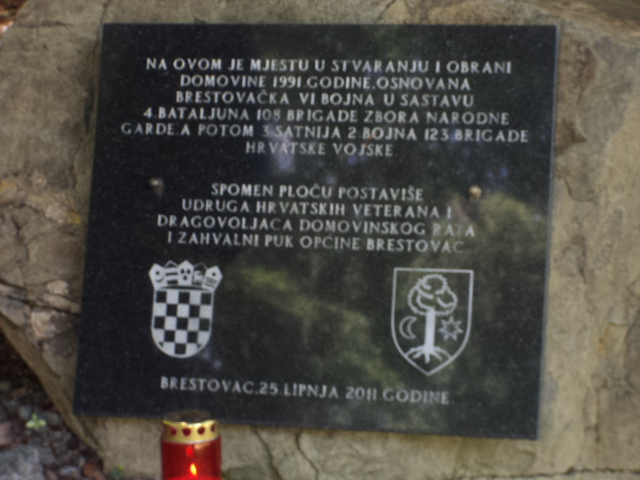 NA OVOM JE MJESTU U STVARANJU I OBRANI
DOMOVINE 1991.GODINE.OSNOVANA
BRESTOVAČKA VI BOJNA U SASTAVU
4.BATALJUNA 108.BRIGADE ZBORA NARODNE
GARDE.A POTOM 3.SATNIJA 2.BOJNA 123.BRIGADE
HRVATSKE VOJSKE.
SPOMEN PLOČU POSTAVIŠE
UDRUGA HRVATSKIH VETERANA I
DRAGOVOLJACA DOMOVINSKOG RATA
I ZAHVALNI PUK OPĆINE BRESTOVAC.
BRESTOVAC,25.LIPNJA 2011.GODINE.